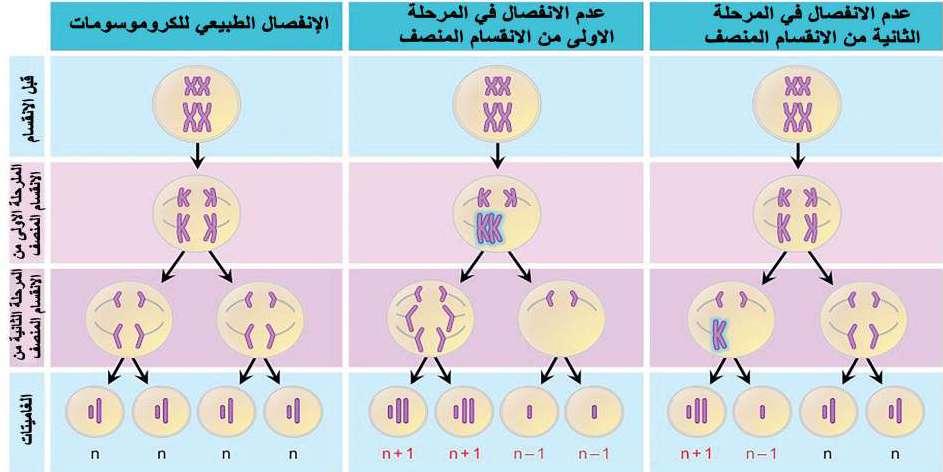 عدم الانفصال في المرحلة
الثانية من الانقسام المنصف
عدم الانفصال في المرحلة
الاولى من الانقسام المنصف
الإنفصال الطبيعي للكروموسومات
قبل الانقسام
المرحلة الاولى من
الانقسام المنصف
المرحلة الثانية من
الانقسام المنصف
الغاميتات
n n n n
n+1 n+1 n-1 n-1
n+1 n-1 n n